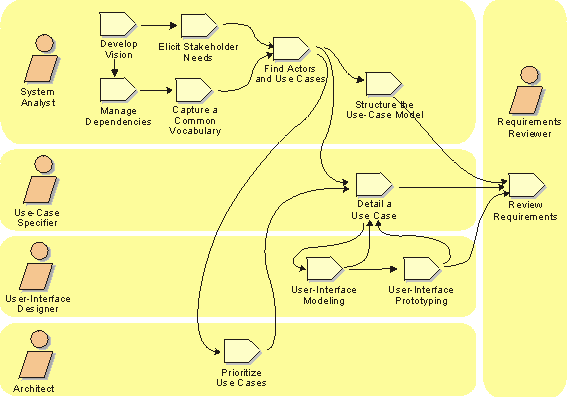 Develop
Vision
Elicit Stakeholder
Needs
Find Actors
and Use Cases
System
Analyst
Manage
Dependencies
Capture a
Common
Vocabulary
Structure the
Use-Case Model
Requirements
Reviewer
Use-Case
Specifier
Detail a
Use Case
Review
Requirements
User-Interface
Designer
User-Interface
Modeling
User-Interface
Prototyping
Prioritize
Use Cases
Architect